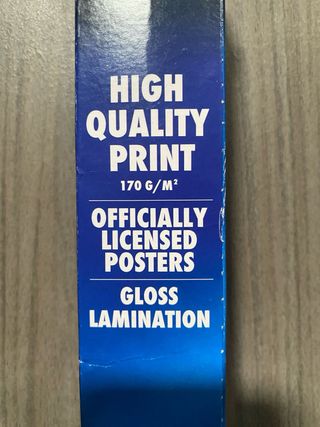 HIGH
QUALITY
PRINT
170 G/M²
OFFICIALLY
LICENSED
POSTERS
GLOSS
LAMINATION